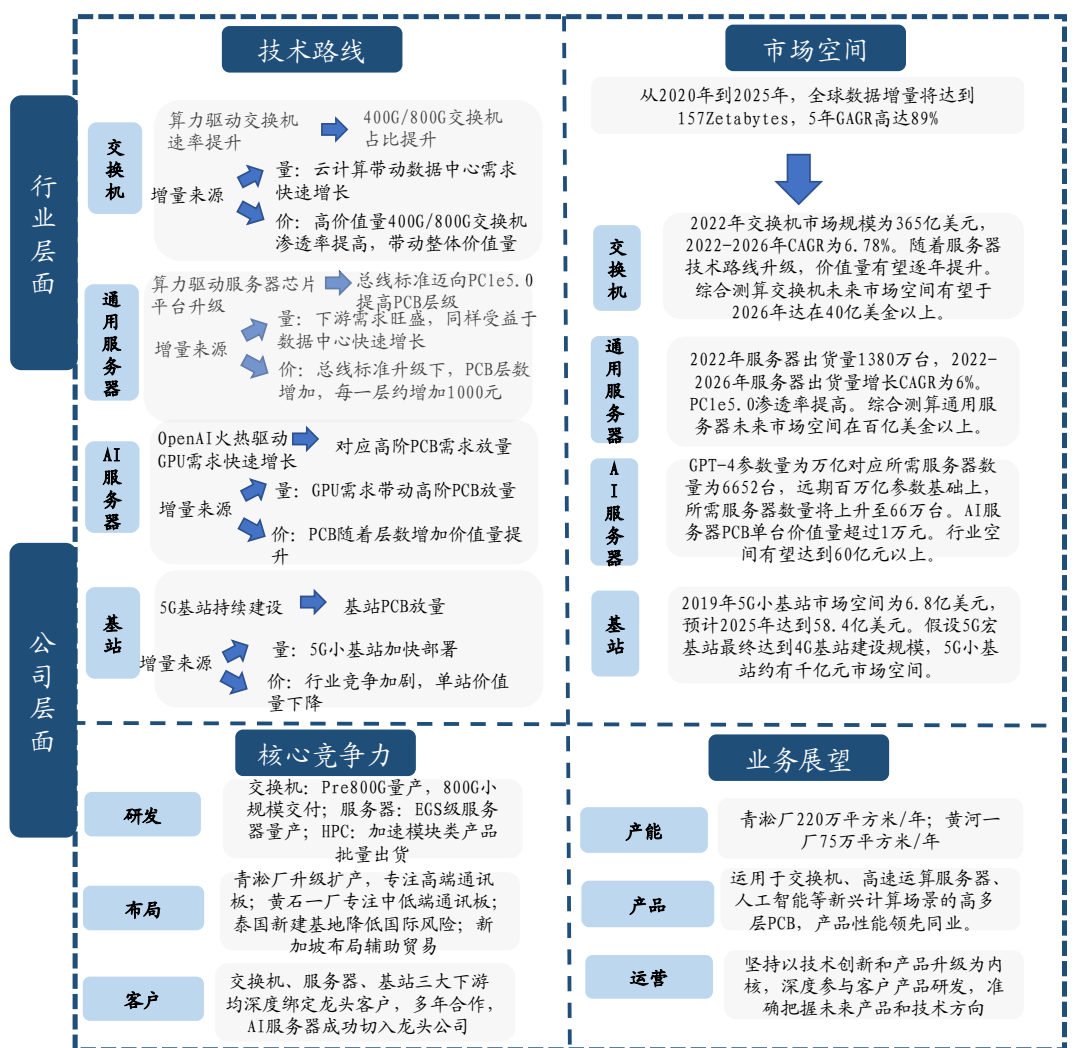 行业层面
技术路线
交换机
算力驱动交换机
速率提升
400G/800G交换机
占比提升
增量来源
量：云计算带动数据中心需求
快速增长
价：高价值量400G/800G交换机
渗透率提高，带动整体价值量
通用服务器
算力驱动服务器芯片
平台升级
总线标准迈向PCle5.0
提高PCB层级
增量来源
量：下游需求旺盛，同样受益于
数据中心快速增长
价：总线标准升级下，PCB层数
增加，每一层约增加1000元
AI服务器
OpenAI火热驱动
GPU需求快速增长
对应高阶PCB需求放量
增量来源
量：GPU需求带动高阶PCB放量
价：PCB随着层数增加价值量提
升
基站
5G基站持续建设
基站PCB放量
增量来源
量：5G小基站加快部署
价：行业竞争加剧，单站价值
量下降
市场空间
从2020年到2025年，全球数据增量将达到
157Zetabytes，5年GAGR高达89%
交换机
2022年交换机市场规模为365亿美元，
2022-2026年CAGR为6.78%。随着服务器
技术路线升级，价值量有望逐年提升。
综合测算交换机未来市场空间有望于
2026年达在40亿美金以上。
通用服务器
2022年服务器出货量1380万台，2022-
2026年服务器出货量增长CAGR为6%。
PCle5.0渗透率提高。综合测算通用服
务器未来市场空间在百亿美金以上。
AI服务器
GPT-4参数量为万亿对应所需服务器数
量为6652台，远期百万亿参数基础上，
所需服务器数量将上升至66万台。AI服
务器PCB单台价值量超过1万元。行业空
间有望达到60亿元以上。
基站
2019年5G小基站市场空间为6.8亿美元，
预计2025年达到58.4亿美元。假设5G宏
基站最终达到4G基站建设规模，5G小基
站约有千亿元市场空间。
公司层面
核心竞争力
研发
交换机：Pre800G量产，800G小
规模交付；服务器：EGS级服务
器量产；HPC：加速模块类产品
批量出货
布局
青淞厂升级扩产，专注高端通讯
板；黄石一厂专注中低端通讯板；
泰国新建基地降低国际风险；新
加坡布局辅助贸易
客户
交换机、服务器、基站三大下游
均深度绑定龙头客户，多年合作，
AI服务器成功切入龙头公司
业务展望
产能
青淞厂220万平方米/年；黄河一
厂75万平方米/年
产品
运用于交换机、高速运算服务器、
人工智能等新兴计算场景的高多
层PCB，产品性能领先同业。
运营
坚持以技术创新和产品升级为内
核，深度参与客户产品研发，准
确把握未来产品和技术方向